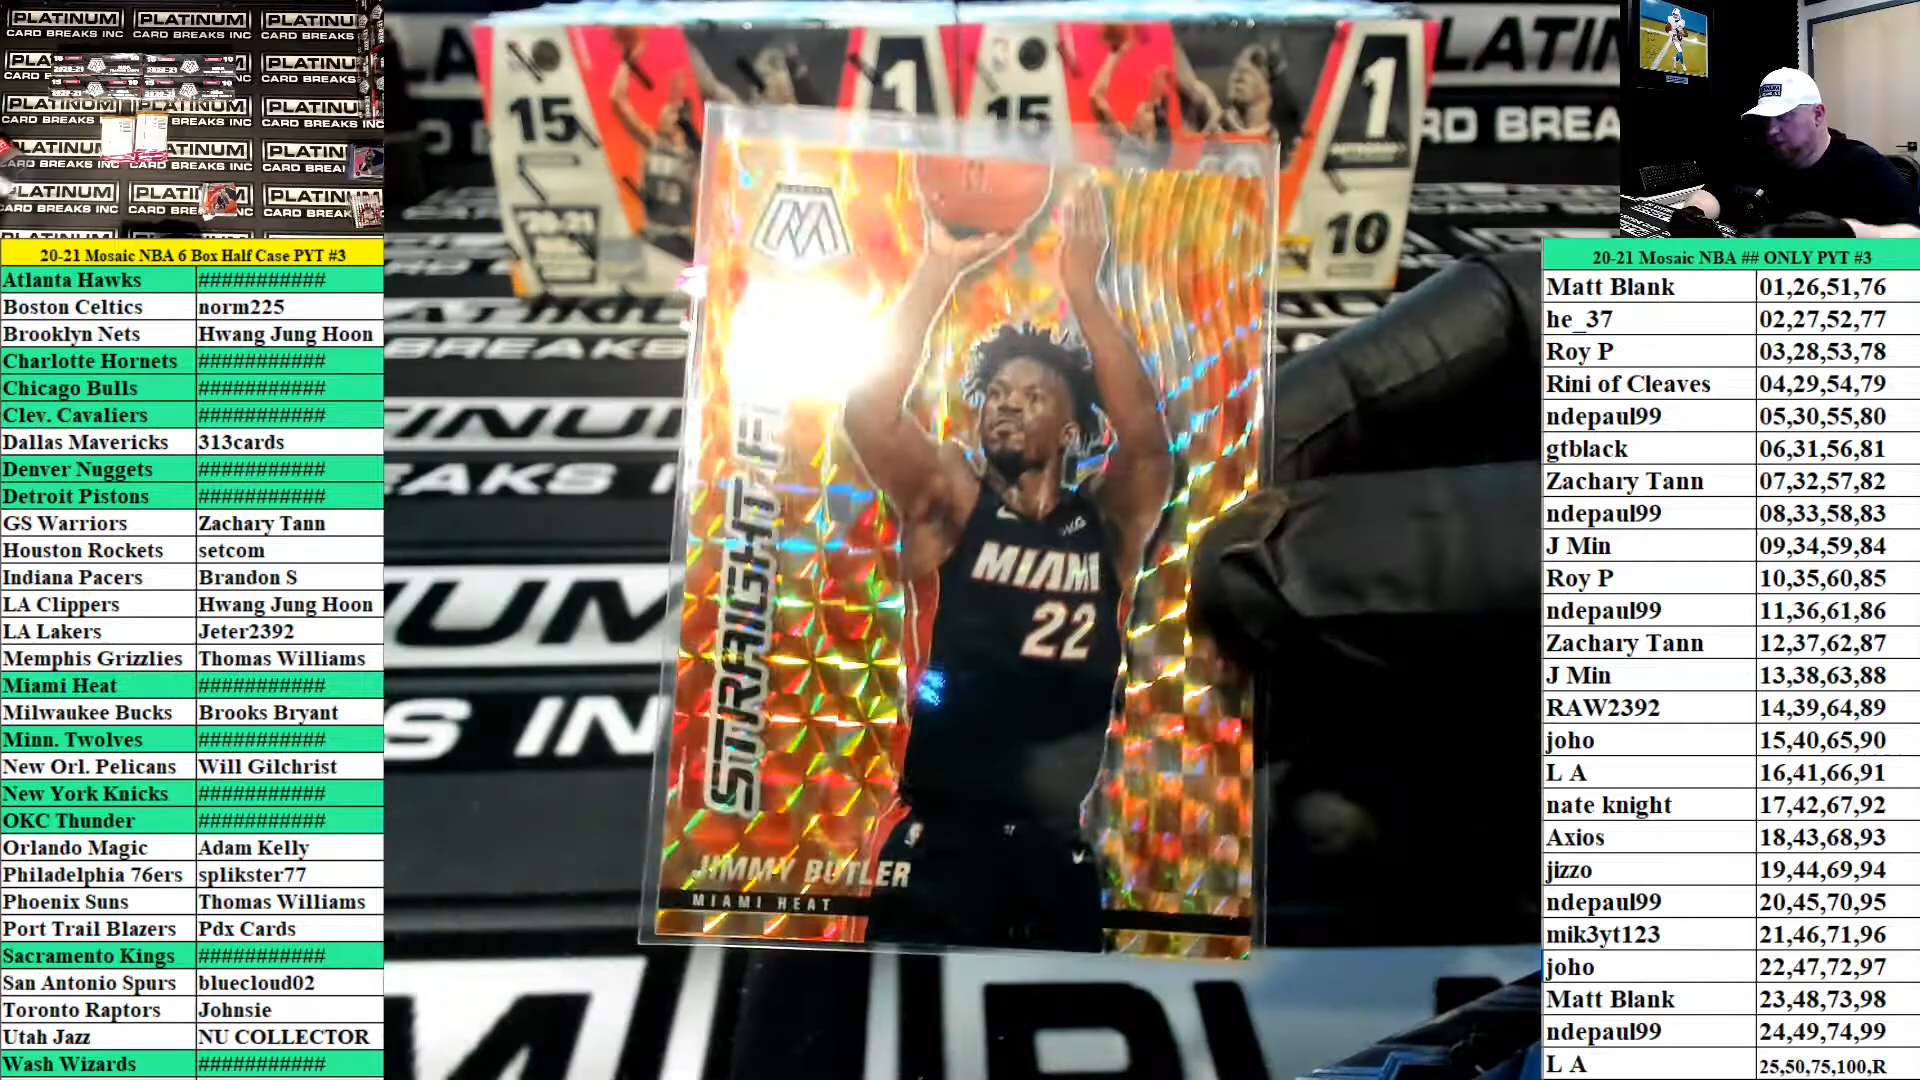 20-21 Mosaic NBA 6 Box Half Case PYT #3
Atlanta Hawks ###########
Boston Celtics norm225
Brooklyn Nets Hwang Jung Hoon
Charlotte Hornets ###########
Chicago Bulls ###########
Clev. Cavaliers ###########
Dallas Mavericks 313cards
Denver Nuggets ###########
Detroit Pistons ###########
GS Warriors Zachary Tann
Houston Rockets setcom
Indiana Pacers Brandon S
LA Clippers Hwang Jung Hoon
LA Lakers Jeter2392
Memphis Grizzlies Thomas Williams
Miami Heat ###########
Milwaukee Bucks Brooks Bryant
Minn. Twolves ###########
New Orl. Pelicans Will Gilchrist
New York Knicks ###########
OKC Thunder ###########
Orlando Magic Adam Kelly
Philadelphia 76ers splikster77
Phoenix Suns Thomas Williams
Port Trail Blazers Pdx Cards
Sacramento Kings ###########
San Antonio Spurs bluecloud02
Toronto Raptors Johnsie
Utah Jazz NU COLLECTOR
Wash Wizards ###########
PLATINUM
CARD BREAKS INC
15
1
15
1
'20-21
10
STRAIGHT
MIAMI
22
JIMMY BUTLER
MIAMI HEAT
20-21 Mosaic NBA ## ONLY PYT #3
Matt Blank 01,26,51,76
he_37 02,27,52,77
Roy P 03,28,53,78
Rini of Cleaves 04,29,54,79
ndepaul99 05,30,55,80
gtblack 06,31,56,81
Zachary Tann 07,32,57,82
ndepaul99 08,33,58,83
J Min 09,34,59,84
Roy P 10,35,60,85
ndepaul99 11,36,61,86
Zachary Tann 12,37,62,87
J Min 13,38,63,88
RAW2392 14,39,64,89
joho 15,40,65,90
L A 16,41,66,91
nate knight 17,42,67,92
Axios 18,43,68,93
jizzo 19,44,69,94
ndepaul99 20,45,70,95
mik3yt123 21,46,71,96
joho 22,47,72,97
Matt Blank 23,48,73,98
ndepaul99 24,49,74,99
L A 25,50,75,100,R